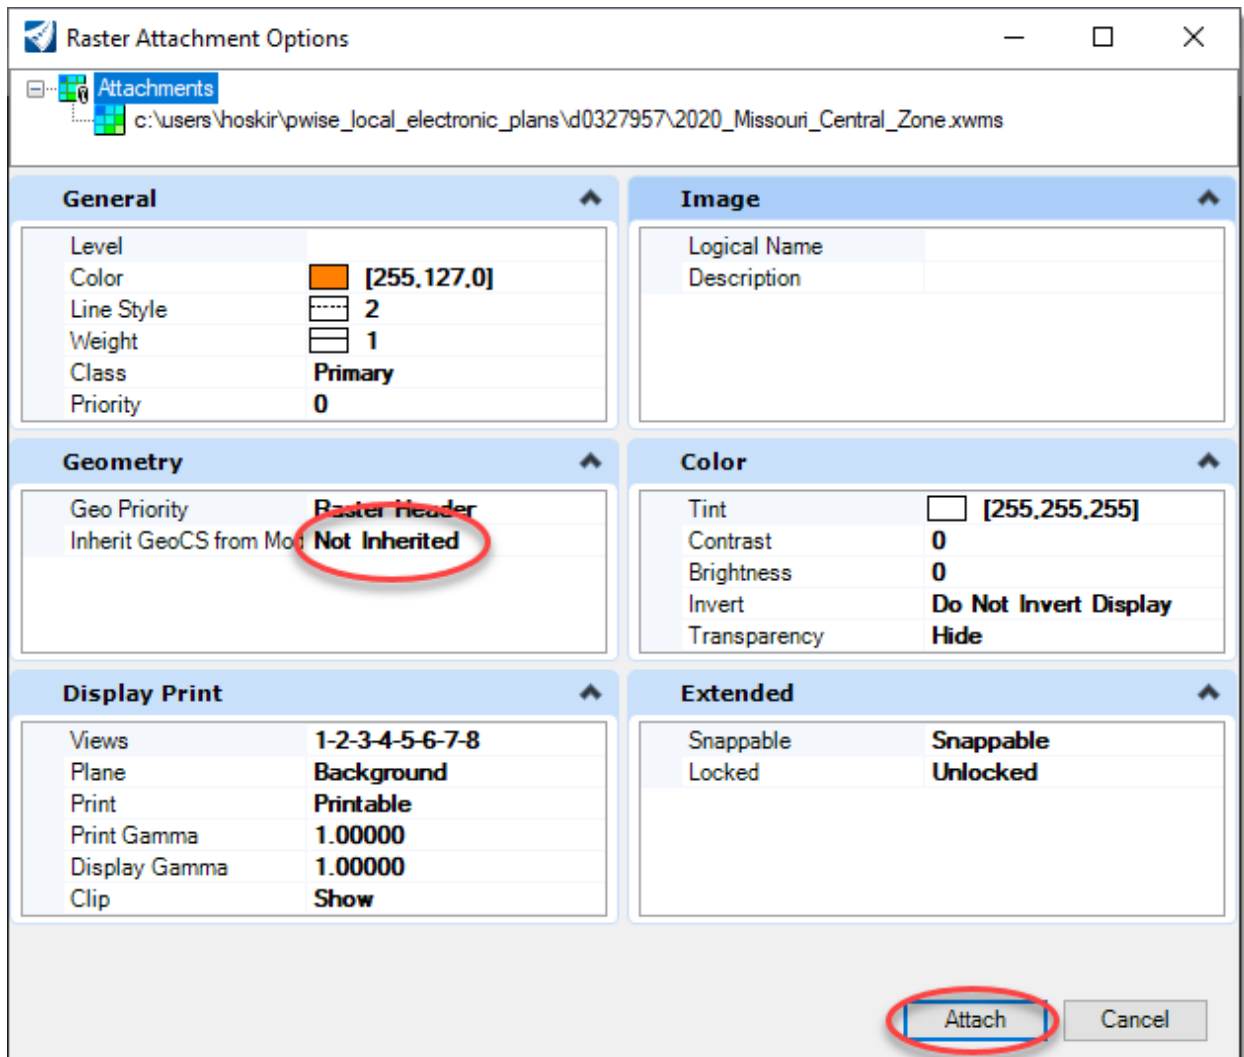 Raster Attachment Options
Attachments
c:\users\hoskir\pwise_local_electronic_plans\d0327957\2020_Missouri_Central_Zone.xwms
General
Level
Color [255,127,0]
Line Style 2
Weight 1
Class Primary
Priority 0
Image
Logical Name
Description
Geometry
Geo Priority Raster Header
Inherit GeoCS from Mod Not Inherited
Color
Tint [255,255,255]
Contrast 0
Brightness 0
Invert Do Not Invert Display
Transparency Hide
Display Print
Views 1-2-3-4-5-6-7-8
Plane Background
Print Printable
Print Gamma 1.00000
Display Gamma 1.00000
Clip Show
Extended
Snappable Snappable
Locked Unlocked
Attach Cancel